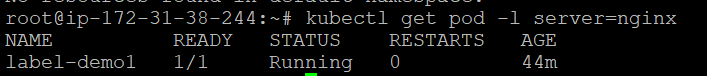 No resources found in default namespace.
root@ip-172-31-38-244:~# kubectl get pod -l server=nginx
NAME READY STATUS RESTARTS AGE
label-demo1 1/1 Running 0 44m